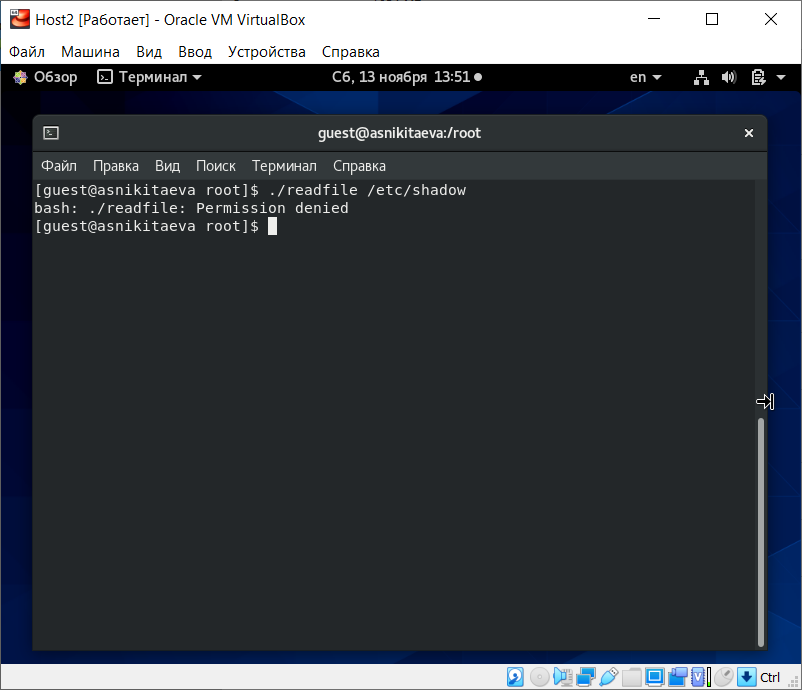 Host2 [Работает] - Oracle VM VirtualBox
Файл Машина Вид Ввод Устройства Справка
Обзор Терминал Сб, 13 ноября 13:51 en
guest@asnikitaeva:/root
Файл Правка Вид Поиск Терминал Справка
[guest@asnikitaeva root]$ ./readfile /etc/shadow
bash: ./readfile: Permission denied
[guest@asnikitaeva root]$
Ctrl